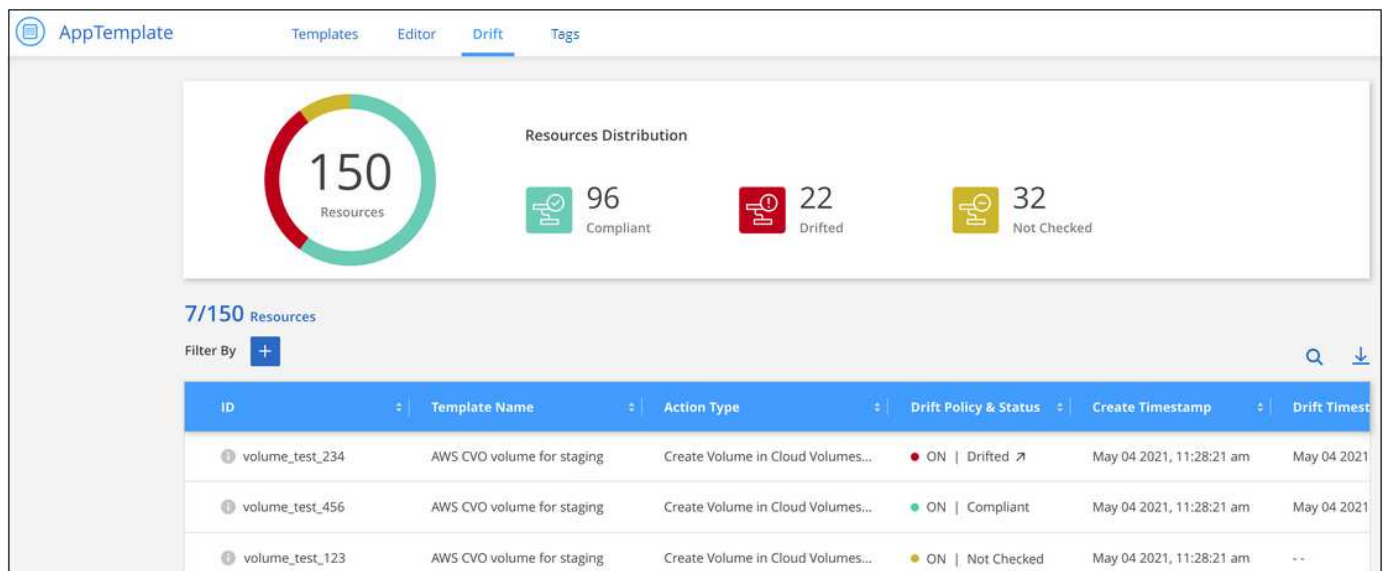 AppTemplate Templates Editor Drift Tags
150
Resources
Resources Distribution
96
Compliant
22
Drifted
32
Not Checked
7/150 Resources
Filter By +
ID Template Name Action Type Drift Policy & Status Create Timestamp Drift Timest
volume_test_234 AWS CVO volume for staging Create Volume in Cloud Volumes... ON | Drifted May 04 2021, 11:28:21 am May 04 2021
volume_test_456 AWS CVO volume for staging Create Volume in Cloud Volumes... ON | Compliant May 04 2021, 11:28:21 am May 04 2021
volume_test_123 AWS CVO volume for staging Create Volume in Cloud Volumes... ON | Not Checked May 04 2021, 11:28:21 am --